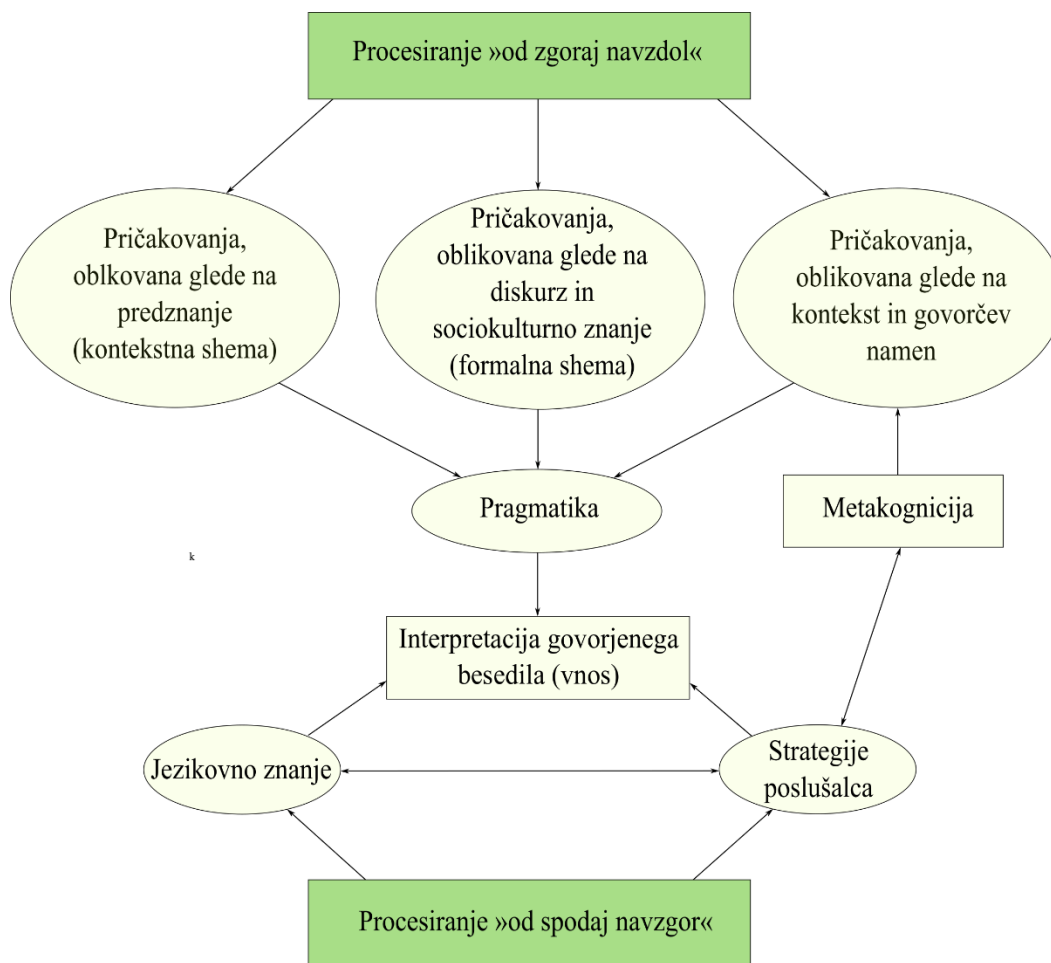 Procesiranje »od zgoraj navzdol«
Pričakovanja,
oblkovana glede na
predznanje
(kontekstna shema)
Pričakovanja,
oblikovana glede na
diskurz in
sociokulturno znanje
(formalna shema)
Pričakovanja,
oblikovana glede na
kontekst in govorčev
namen
Pragmatika
Metakognicija
k
Interpretacija govorjenega
besedila (vnos)
Jezikovno znanje
Strategije
poslušalca
Procesiranje »od spodaj navzgor«